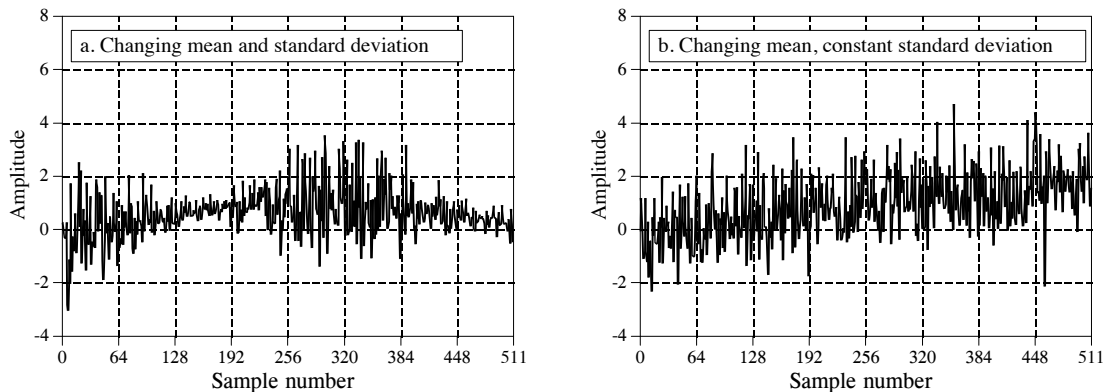 8
a. Changing mean and standard deviation
6
4
2
0
-2
-4
Amplitude
0 64 128 192 256 320 384 448 511
Sample number
8
b. Changing mean, constant standard deviation
6
4
2
0
-2
-4
Amplitude
0 64 128 192 256 320 384 448 511
Sample number